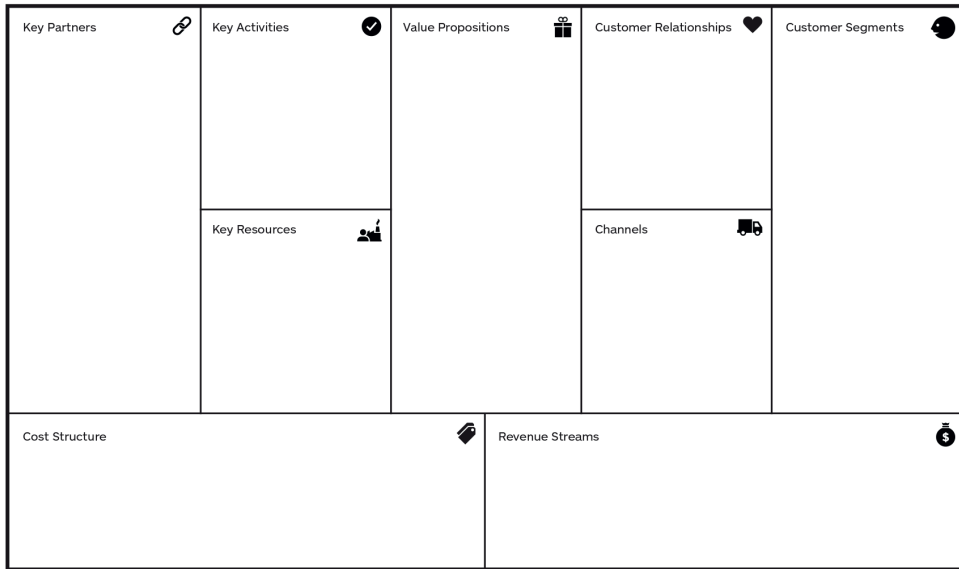 Key Partners
Key Activities
Value Propositions
Customer Relationships
Customer Segments
Key Resources
Channels
Cost Structure
Revenue Streams
$